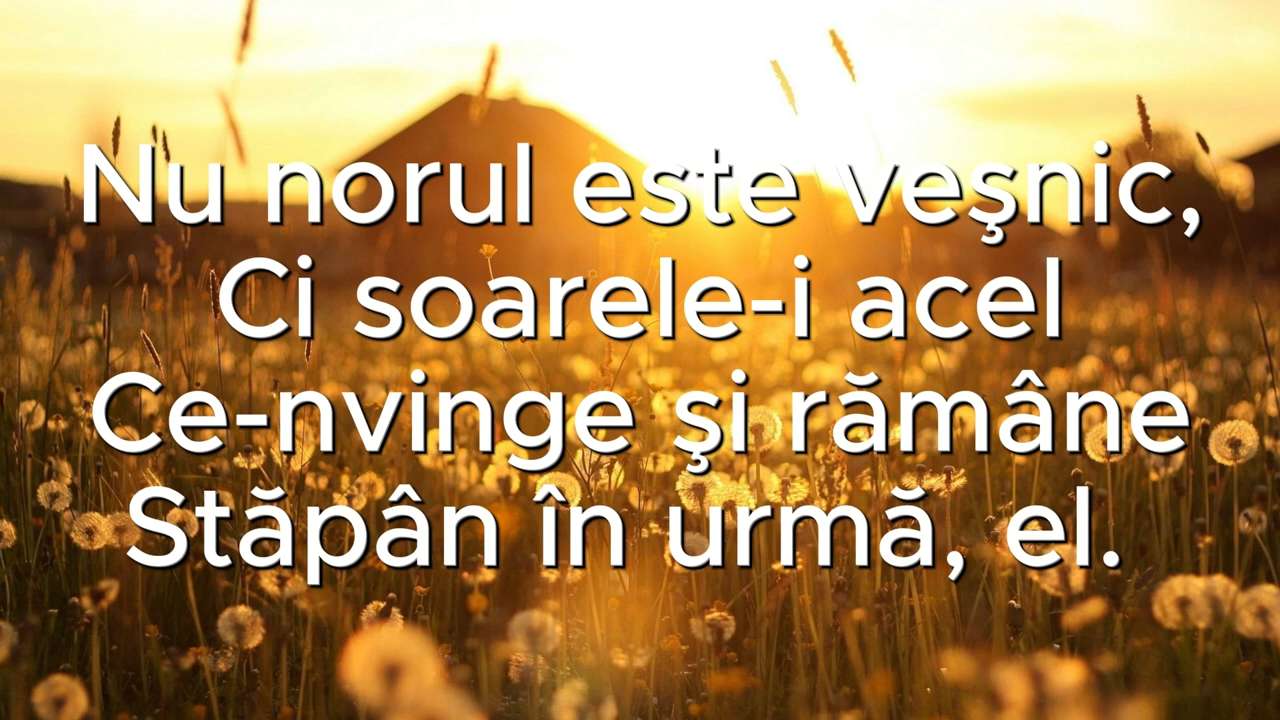 Nu norul este veşnic,
Ci soarele-i acel
Ce-nvinge şi rămâne
Stăpân în urmă, el.